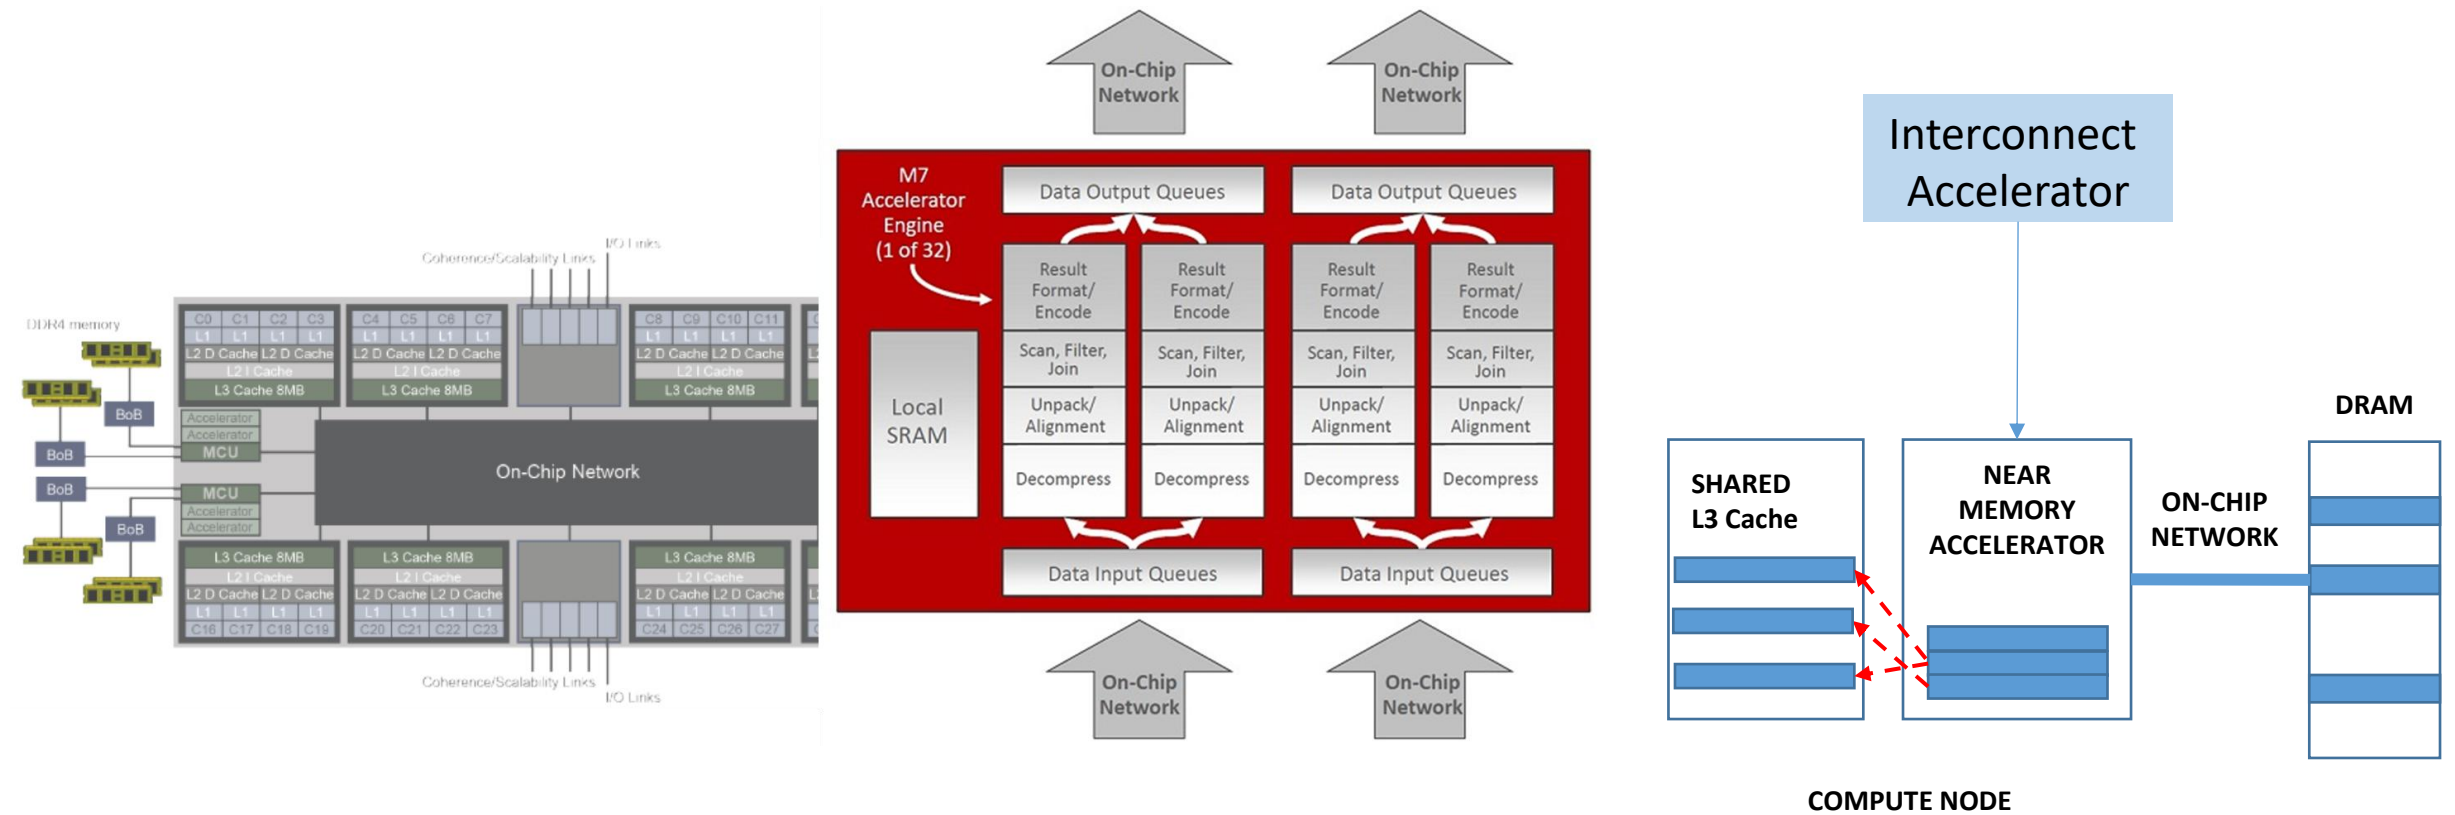 I/O Links
Coherence/Scalability Links
DDR4 memory
C0 C1 C2 C3
L1 L1 L1 L1
L2 D Cache L2 D Cache
L2 I Cache
L3 Cache 8MB
C4 C5 C6 C7
L1 L1 L1 L1
L2 D Cache L2 D Cache
L2 I Cache
L3 Cache 8MB
C8 C9 C10 C11
L1 L1 L1 L1
L2 D Cache L2 D Cache
L2 I Cache
L3 Cache 8MB
BoB
BoB
BoB
BoB
Accelerator
Accelerator
MCU
MCU
Accelerator
Accelerator
On-Chip Network
L3 Cache 8MB
L2 I Cache
L2 D Cache L2 D Cache
L1 L1 L1 L1
C16 C17 C18 C19
L3 Cache 8MB
L2 I Cache
L2 D Cache L2 D Cache
L1 L1 L1 L1
C20 C21 C22 C23
L3 Cache 8MB
L2 I Cache
L2 D Cache L2 D Cache
L1 L1 L1 L1
C24 C25 C26 C27
Coherence/Scalability Links
I/O Links
On-Chip
Network
On-Chip
Network
M7
Accelerator
Engine
(1 of 32)
Local
SRAM
Data Output Queues
Data Output Queues
Result
Format/
Encode
Scan, Filter,
Join
Unpack/
Alignment
Decompress
Result
Format/
Encode
Scan, Filter,
Join
Unpack/
Alignment
Decompress
Result
Format/
Encode
Scan, Filter,
Join
Unpack/
Alignment
Decompress
Result
Format/
Encode
Scan, Filter,
Join
Unpack/
Alignment
Decompress
Data Input Queues
Data Input Queues
On-Chip
Network
On-Chip
Network
Interconnect
Accelerator
SHARED
L3 Cache
NEAR
MEMORY
ACCELERATOR
ON-CHIP
NETWORK
DRAM
COMPUTE NODE